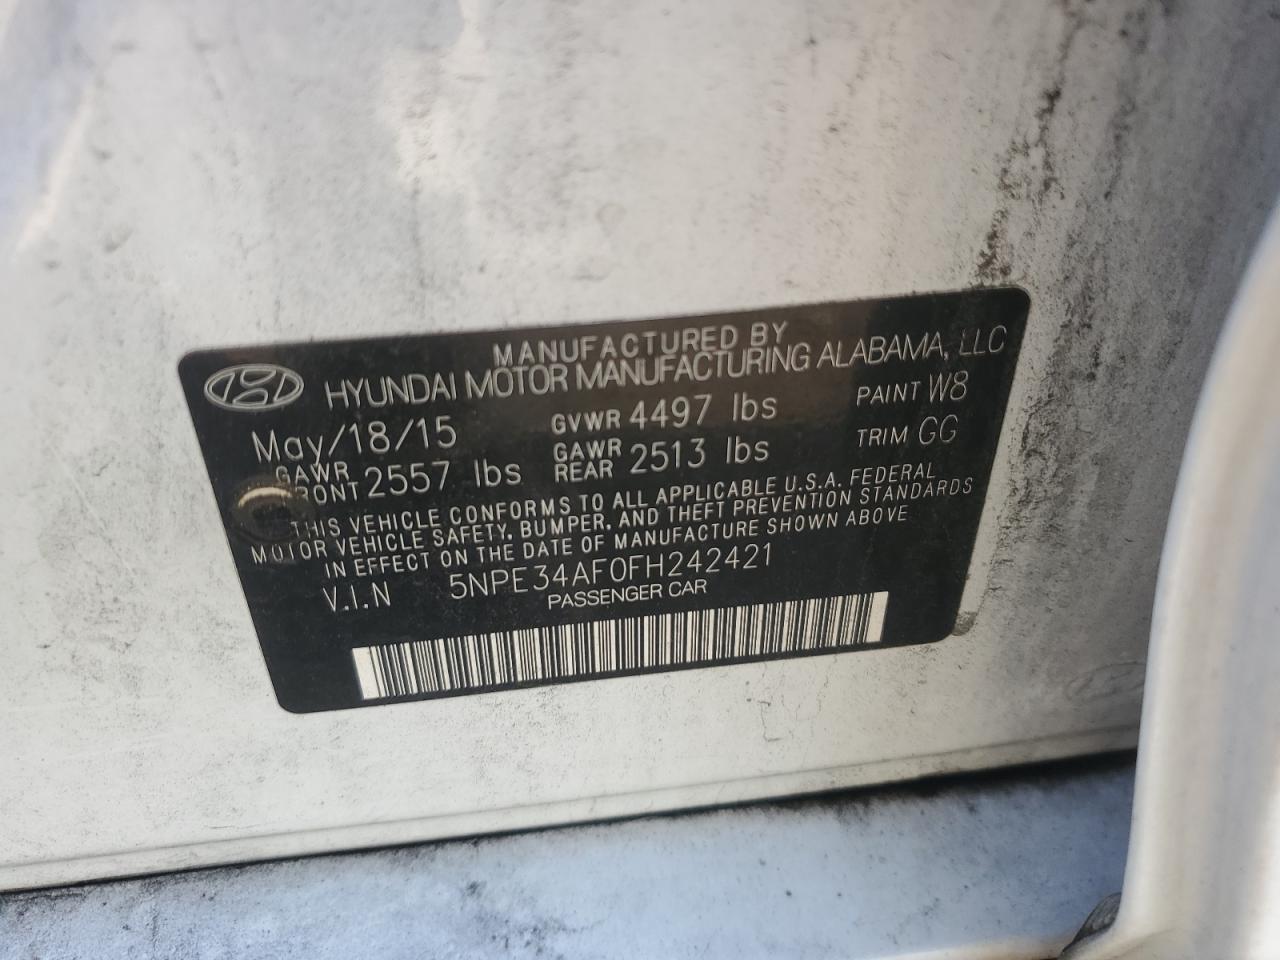 MANUFACTURED BY
HYUNDAI MOTOR MANUFACTURING ALABAMA, LLC
May/18/15 GVWR 4497 lbs PAINT W8
GAWR FRONT 2557 lbs GAWR REAR 2513 lbs TRIM GG
THIS VEHICLE CONFORMS TO ALL APPLICABLE U.S.A. FEDERAL
MOTOR VEHICLE SAFETY, BUMPER, AND THEFT PREVENTION STANDARDS
IN EFFECT ON THE DATE OF MANUFACTURE SHOWN ABOVE
V.I.N 5NPE34AF0FH242421
PASSENGER CAR